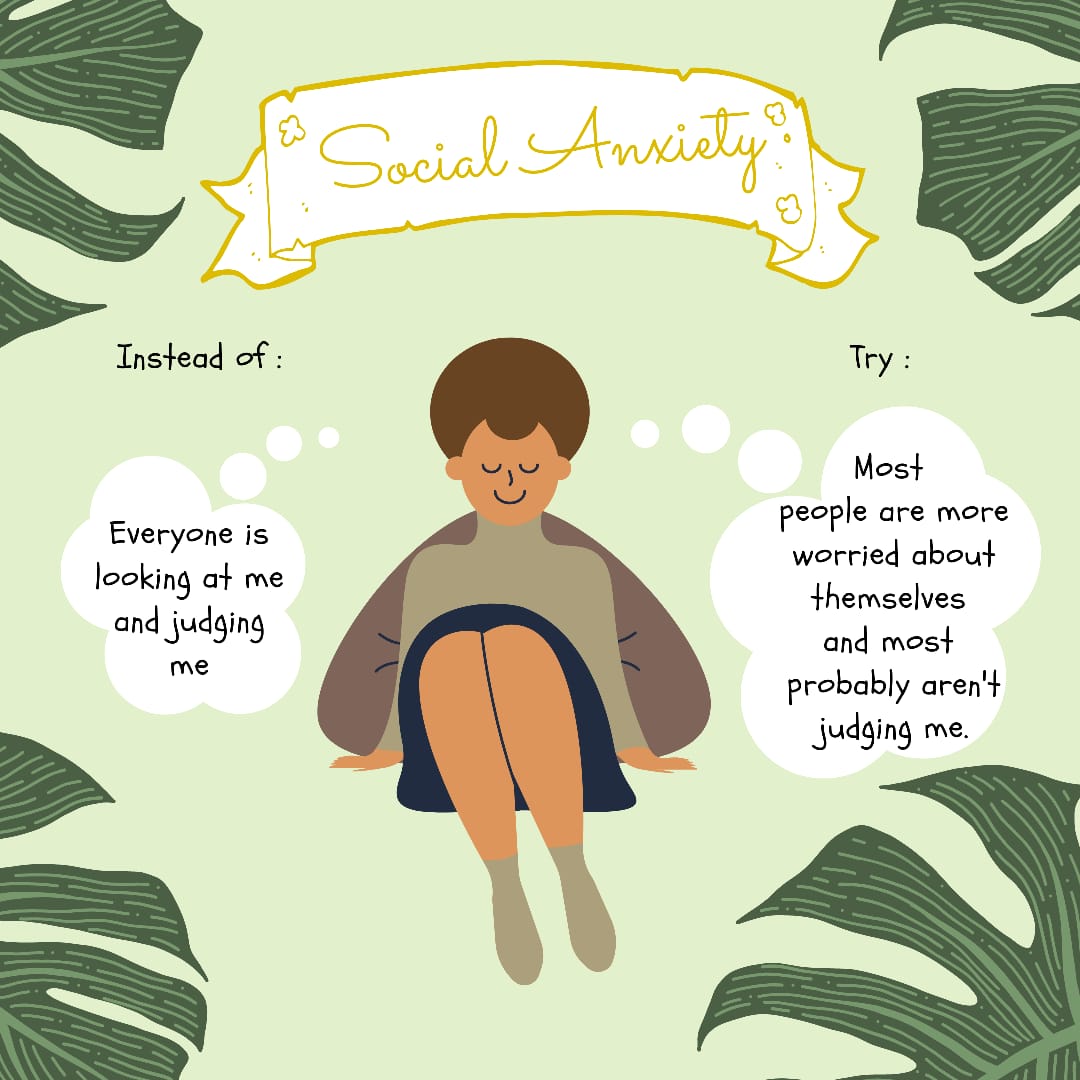 Social Anxiety
Instead of :
Everyone is
looking at me
and judging
me
Try :
Most
people are more
worried about
themselves
and most
probably aren't
judging me.